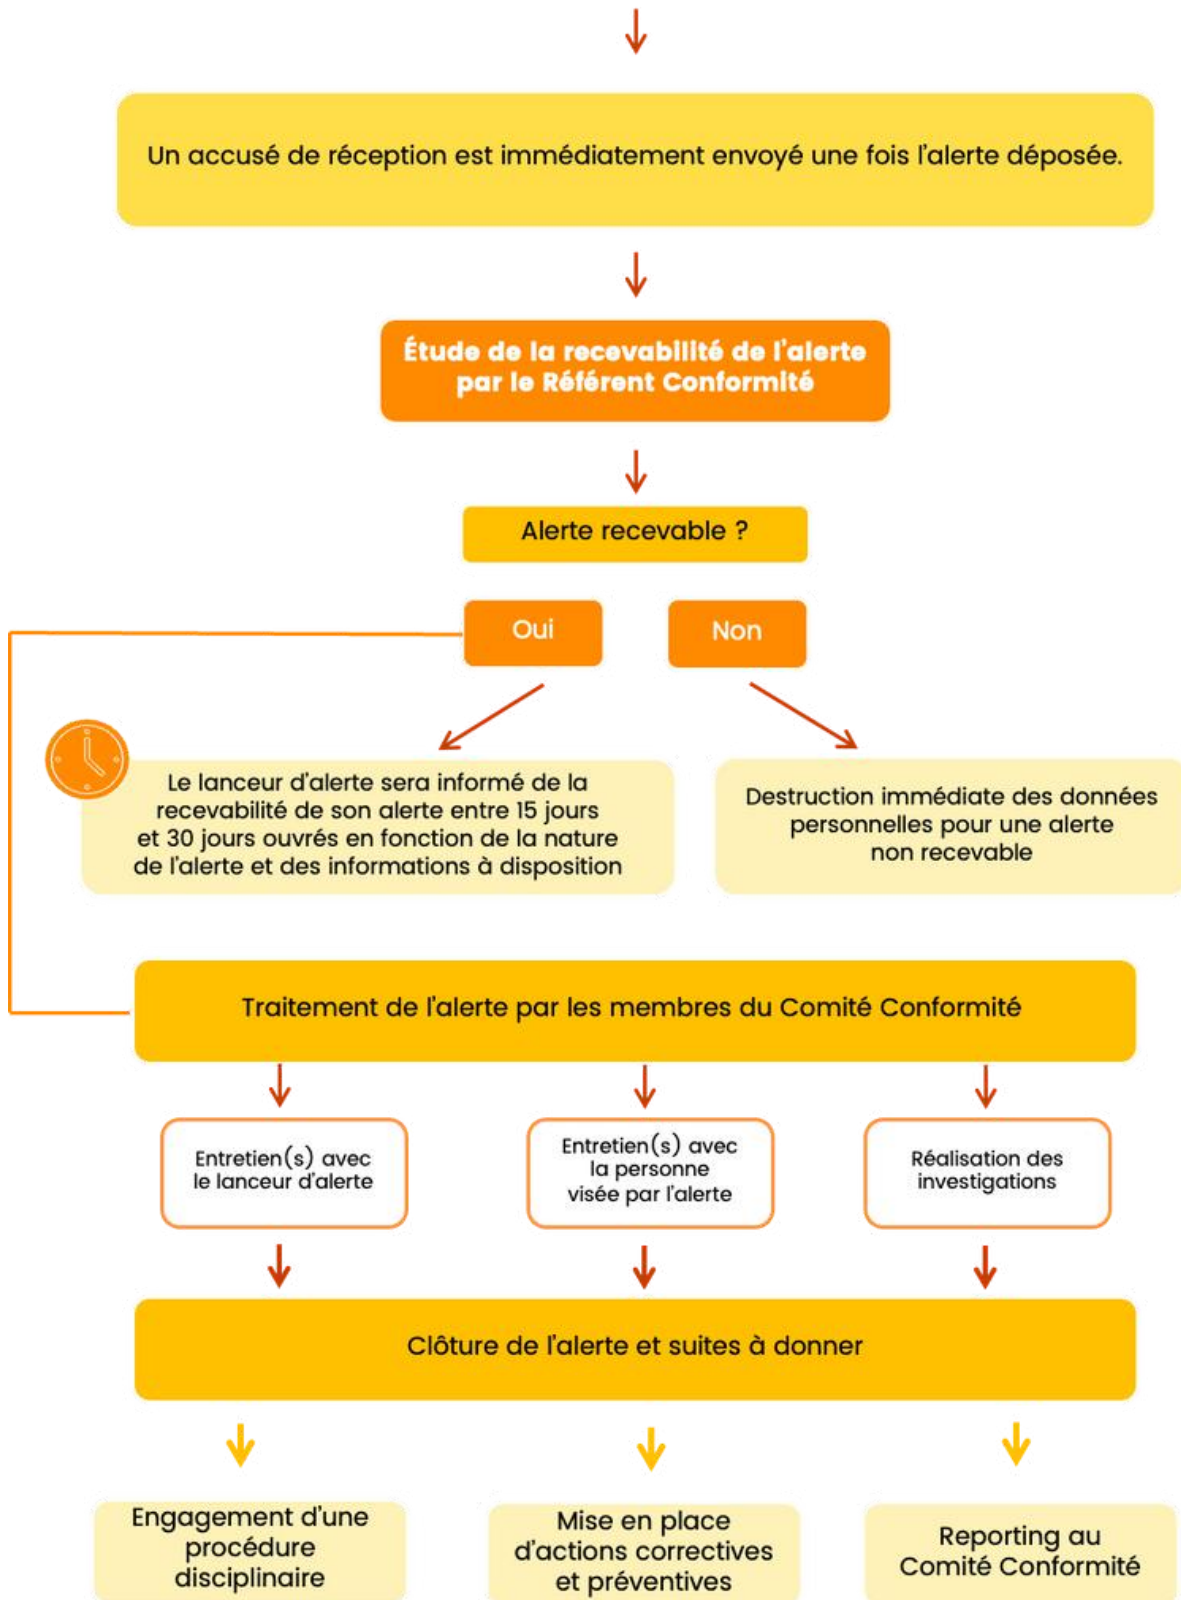 Un accusé de réception est immédiatement envoyé une fois l'alerte déposée.
Étude de la recevabilité de l'alerte
par le Référent Conformité
Alerte recevable ?
Oui
Non
Le lanceur d'alerte sera informé de la
recevabilité de son alerte entre 15 jours
et 30 jours ouvrés en fonction de la nature
de l'alerte et des informations à disposition
Destruction immédiate des données
personnelles pour une alerte
non recevable
Traitement de l'alerte par les membres du Comité Conformité
Entretien(s) avec
le lanceur d'alerte
Entretien(s) avec
la personne
visée par l'alerte
Réalisation des
investigations
Clôture de l'alerte et suites à donner
Engagement d'une
procédure
disciplinaire
Mise en place
d'actions correctives
et préventives
Reporting au
Comité Conformité